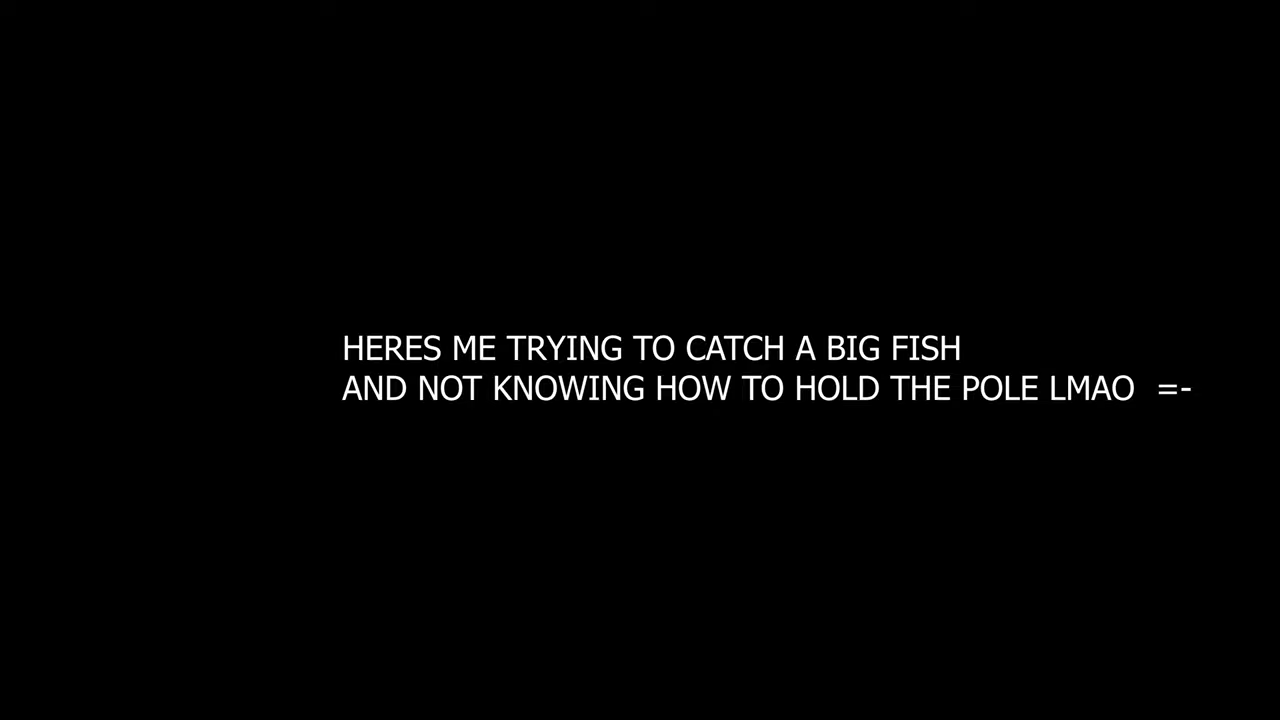 HERES ME TRYING TO CATCH A BIG FISH
AND NOT KNOWING HOW TO HOLD THE POLE LMAO  =-